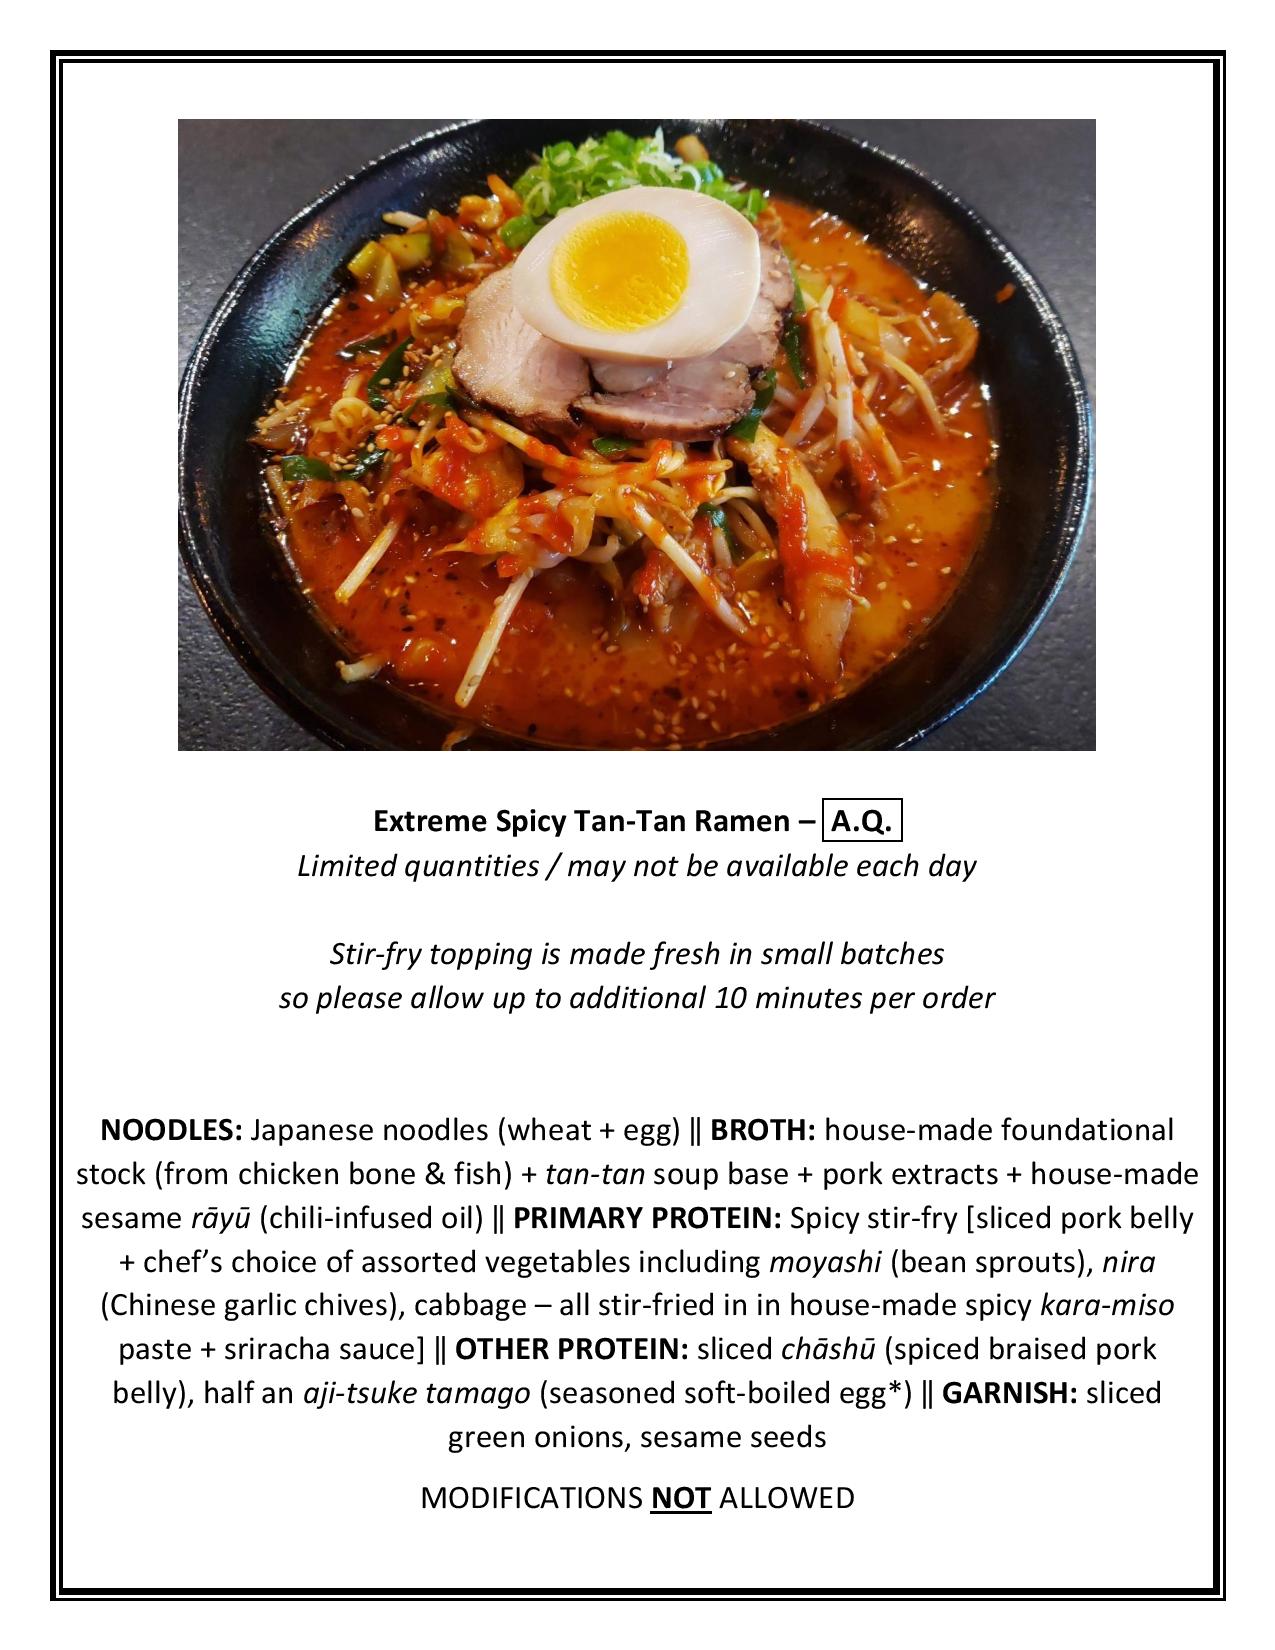 Extreme Spicy Tan-Tan Ramen – A.Q.
Limited quantities / may not be available each day
Stir-fry topping is made fresh in small batches
so please allow up to additional 10 minutes per order
NOODLES: Japanese noodles (wheat + egg) ‖ BROTH: house-made foundational
stock (from chicken bone & fish) + tan-tan soup base + pork extracts + house-made
sesame rāyū (chili-infused oil) ‖ PRIMARY PROTEIN: Spicy stir-fry [sliced pork belly
+ chef’s choice of assorted vegetables including moyashi (bean sprouts), nira
(Chinese garlic chives), cabbage – all stir-fried in in house-made spicy kara-miso
paste + sriracha sauce] ‖ OTHER PROTEIN: sliced chāshū (spiced braised pork
belly), half an aji-tsuke tamago (seasoned soft-boiled egg*) ‖ GARNISH: sliced
green onions, sesame seeds
MODIFICATIONS NOT ALLOWED